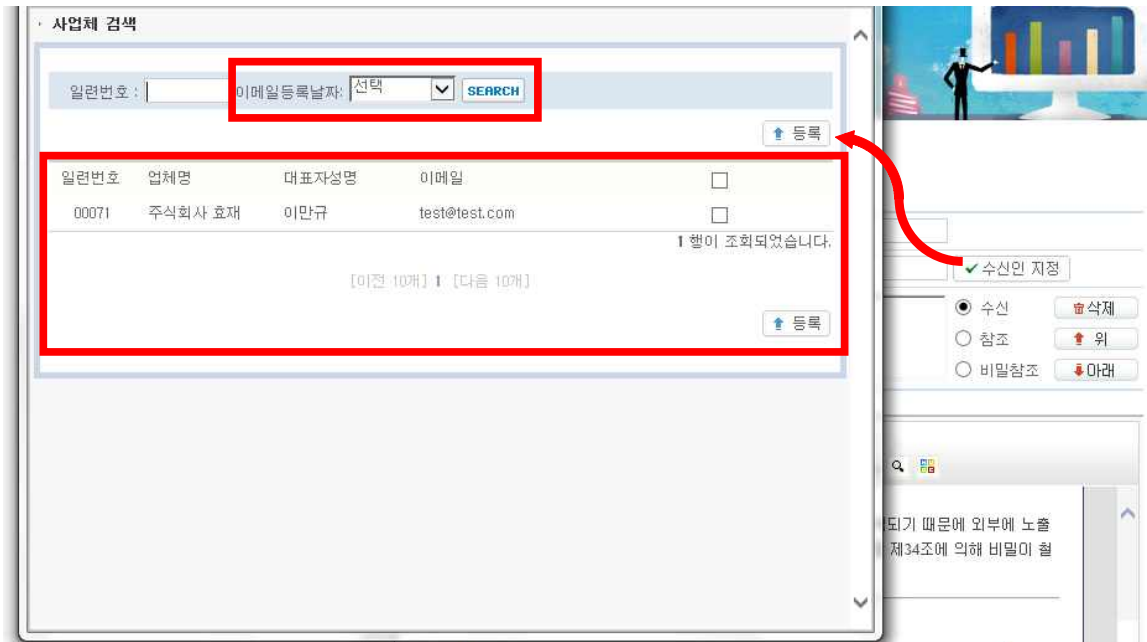 사업체 검색
일련번호 : 이메일등록날짜: 선택 SEARCH
등록
일련번호 업체명 대표자성명 이메일
00071 주식회사 효재 이만규 test@test.com
1 행이 조회되었습니다.
[이전 10개] 1 [다음 10개]
등록
수신인 지정
수신 삭제
참조 위
비밀참조 아래
되기 때문에 외부에 노출
제34조에 의해 비밀이 철